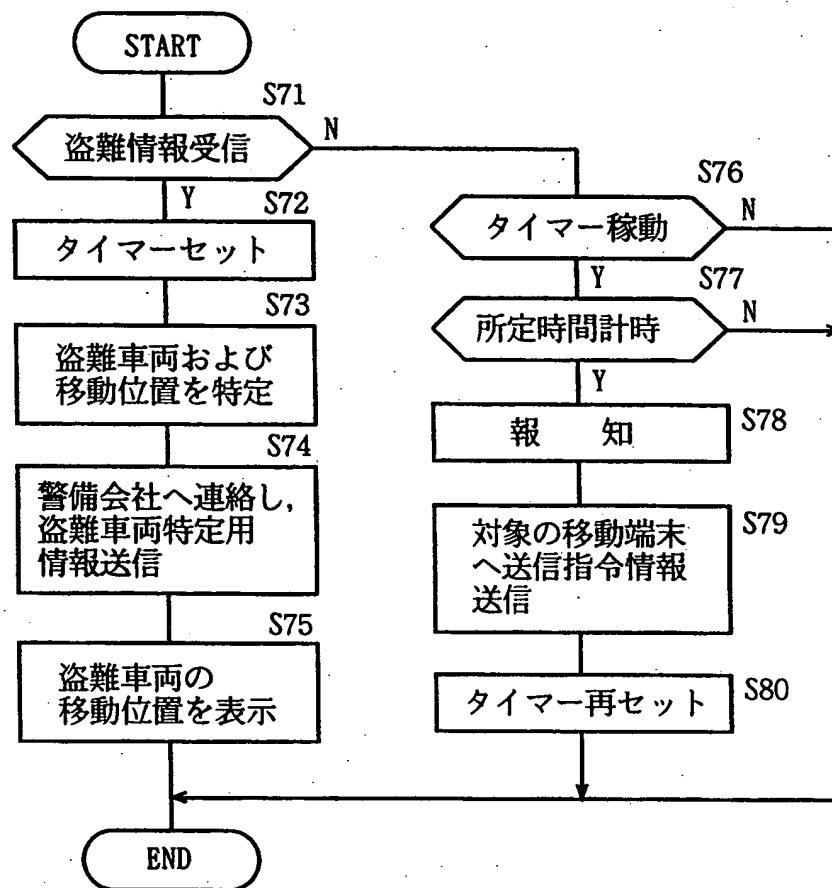 START
S71
盗難情報受信
N
Y
S72
タイマーセット
S73
盗難車両および
移動位置を特定
S74
警備会社へ連絡し,
盗難車両特定用
情報送信
S75
盗難車両の
移動位置を表示
END
S76
タイマー稼動
N
Y
S77
所定時間計時
N
Y
S78
報 知
S79
対象の移動端末
へ送信指令情報
送信
S80
タイマー再セット